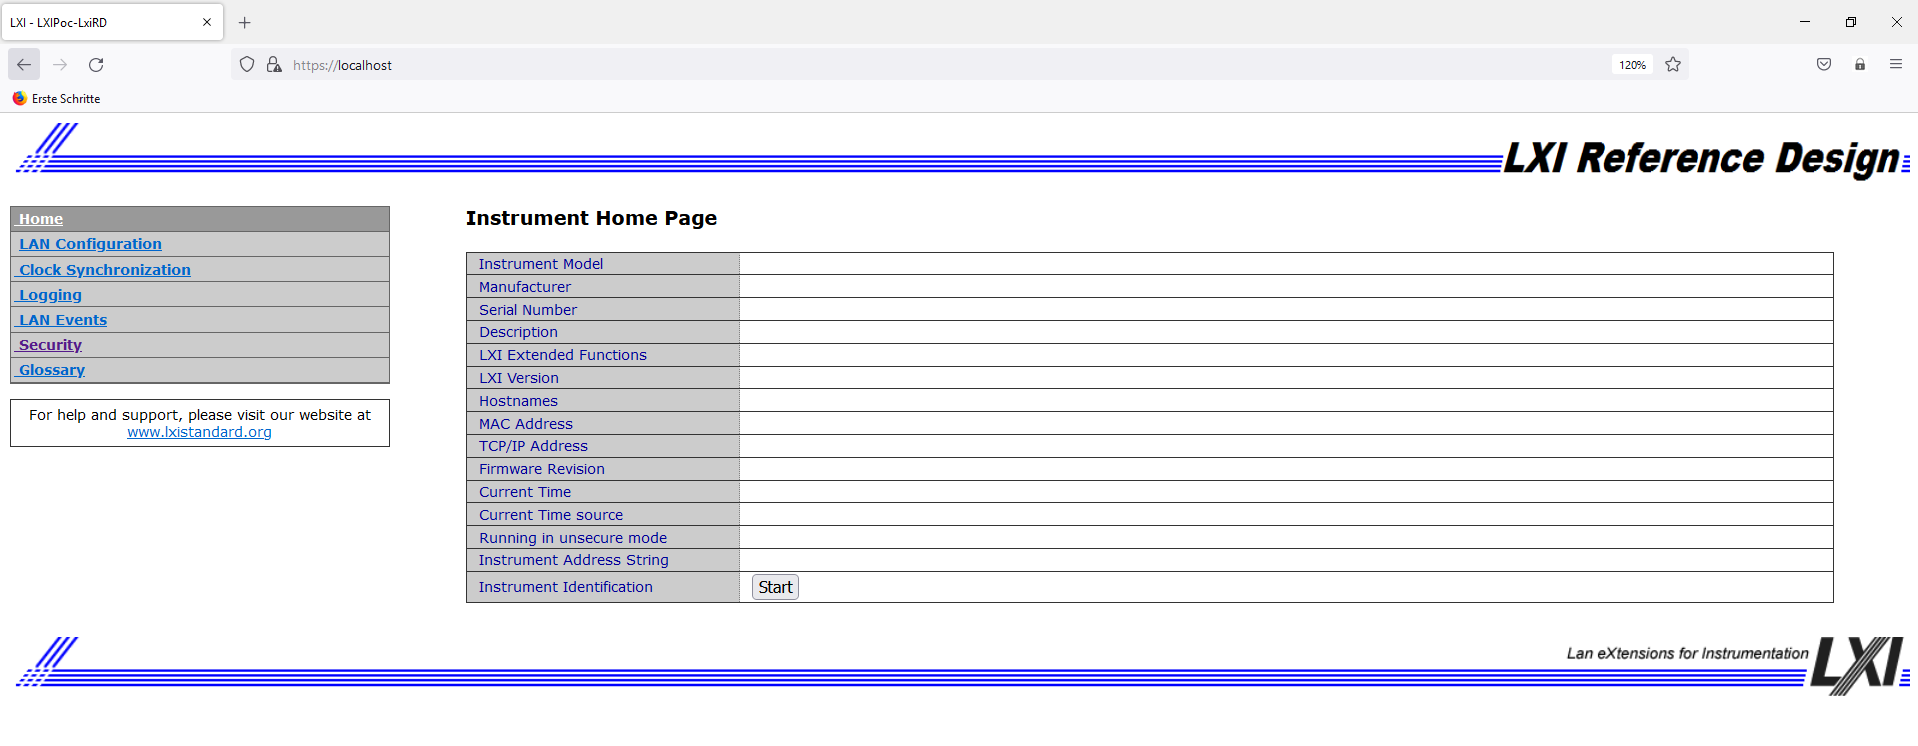 LXI - LXIPoc-LxiRD
https://localhost
120%
Erste Schritte
LXI Reference Design
Home
LAN Configuration
Clock Synchronization
Logging
LAN Events
Security
Glossary
For help and support, please visit our website at
www.lxistandard.org
Instrument Home Page
Instrument Model
Manufacturer
Serial Number
Description
LXI Extended Functions
LXI Version
Hostnames
MAC Address
TCP/IP Address
Firmware Revision
Current Time
Current Time source
Running in unsecure mode
Instrument Address String
Instrument Identification Start
Lan eXtensions for Instrumentation LXI